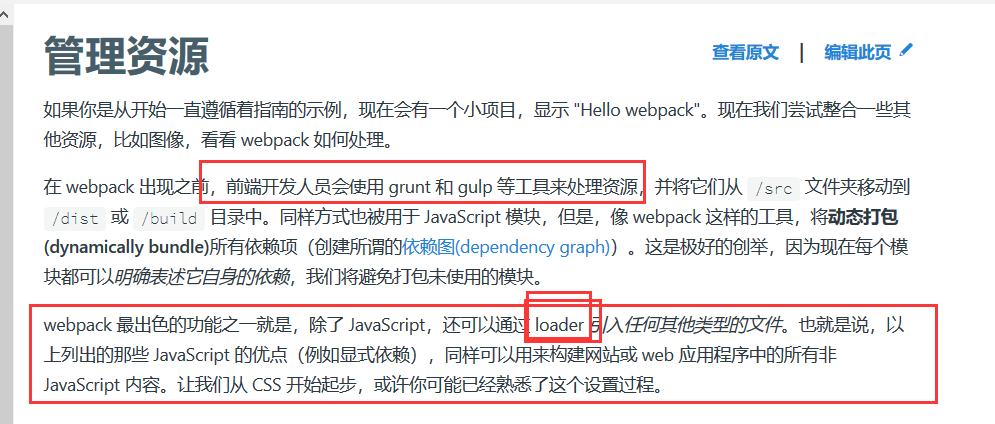 管理资源
查看原文 | 编辑此页
如果你是从开始一直遵循着指南的示例，现在会有一个小项目，显示 "Hello webpack"。现在我们尝试整合一些其
他资源，比如图像，看看 webpack 如何处理。
在 webpack 出现之前，前端开发人员会使用 grunt 和 gulp 等工具来处理资源，并将它们从 /src 文件夹移动到
/dist 或 /build 目录中。同样方式也被用于 JavaScript 模块，但是，像 webpack 这样的工具，将动态打包
(dynamically bundle)所有依赖项（创建所谓的依赖图(dependency graph)）。这是极好的创举，因为现在每个模
块都可以明确表述它自身的依赖，我们将避免打包未使用的模块。
webpack 最出色的功能之一就是，除了 JavaScript，还可以通过 loader 引入任何其他类型的文件。也就是说，以
上列出的那些 JavaScript 的优点（例如显式依赖），同样可以用来构建网站或 web 应用程序中的所有非
JavaScript 内容。让我们从 CSS 开始起步，或许你可能已经熟悉了这个设置过程。